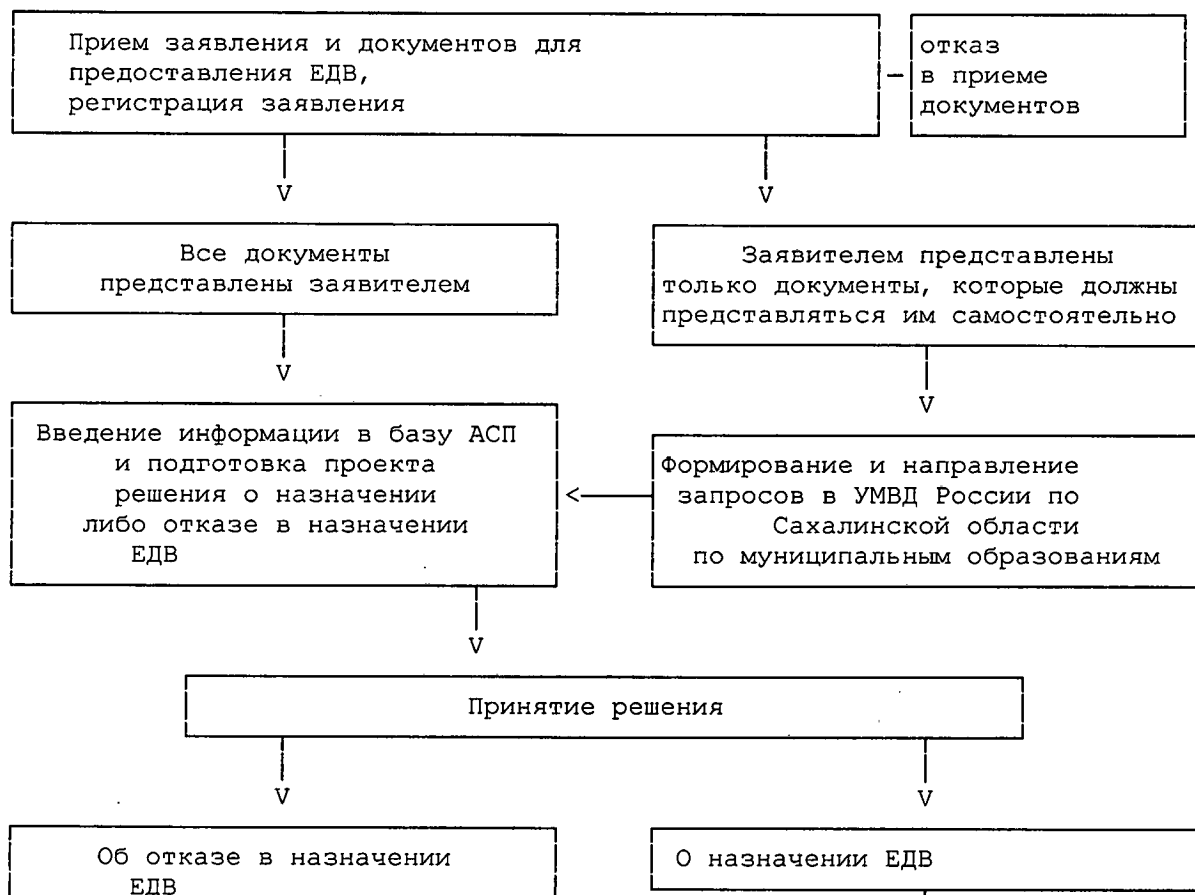 Прием заявления и документов для
предоставления ЕДВ,
регистрация заявления
отказ
в приеме
документов
Все документы
представлены заявителем
Заявителем представлены
только документы, которые должны
представляться им самостоятельно
Введение информации в базу АСП
и подготовка проекта
решения о назначении
либо отказе в назначении
ЕДВ
Формирование и направление
запросов в УМВД России по
Сахалинской области
по муниципальным образованиям
Принятие решения
Об отказе в назначении
ЕДВ
О назначении ЕДВ